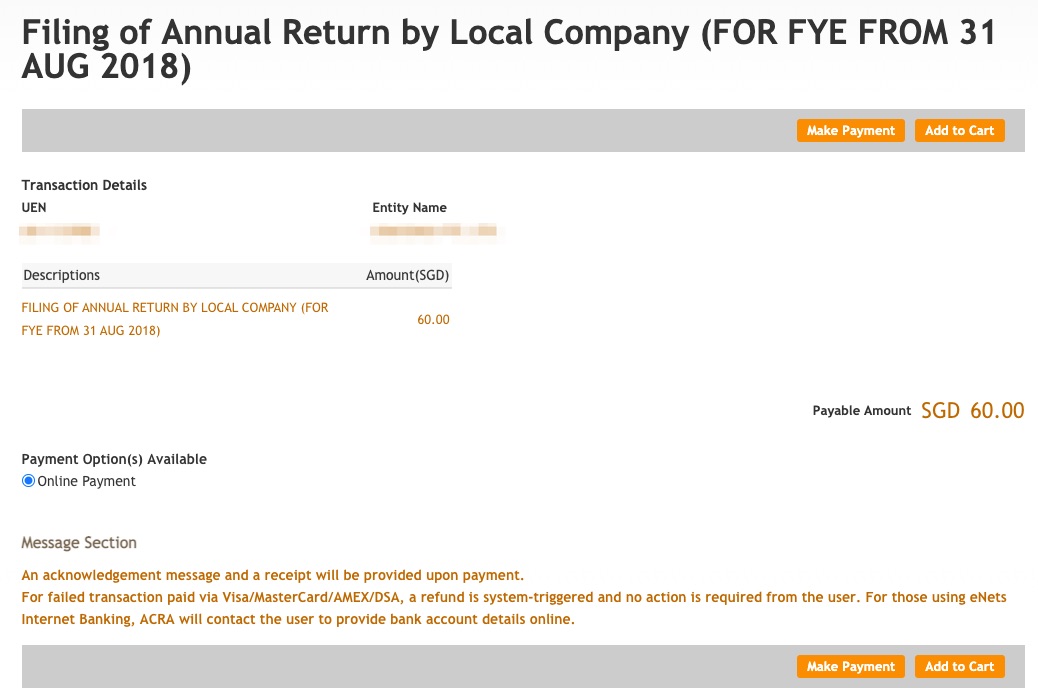 Filing of Annual Return by Local Company (FOR FYE FROM 31
AUG 2018)
Make Payment Add to Cart
Transaction Details
UEN Entity Name
Descriptions Amount(SGD)
FILING OF ANNUAL RETURN BY LOCAL COMPANY (FOR
FYE FROM 31 AUG 2018) 60.00
Payable Amount SGD 60.00
Payment Option(s) Available
Online Payment
Message Section
An acknowledgement message and a receipt will be provided upon payment.
For failed transaction paid via Visa/MasterCard/AMEX/DSA, a refund is system-triggered and no action is required from the user. For those using eNets
Internet Banking, ACRA will contact the user to provide bank account details online.
Make Payment Add to Cart